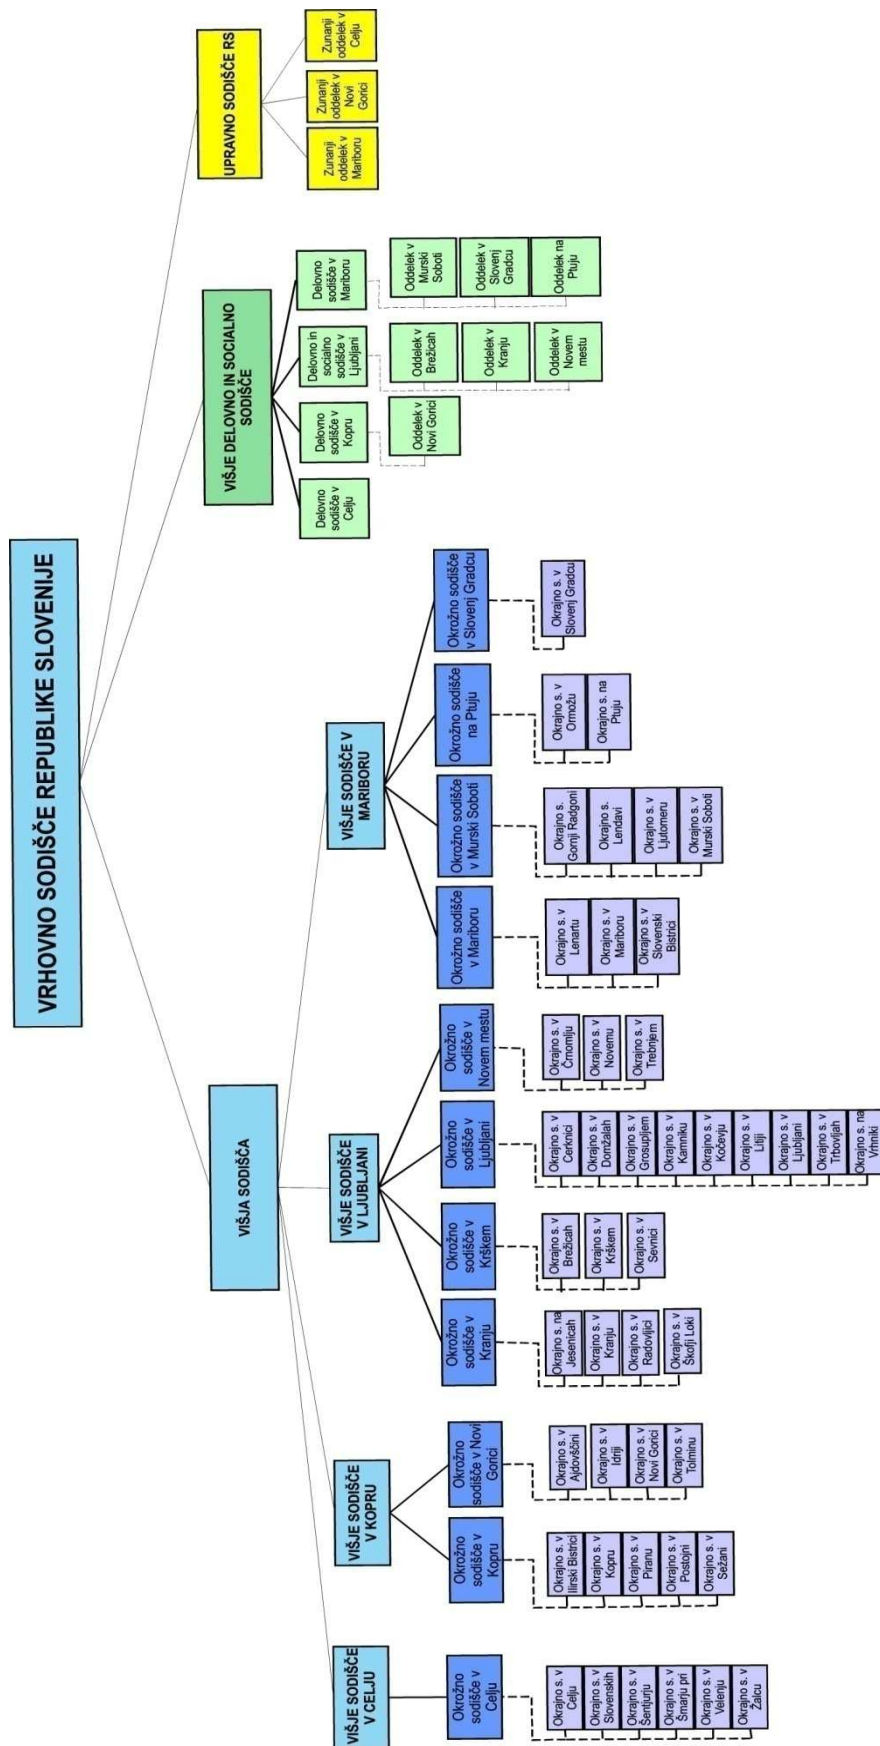 VRHOVNO SODIŠČE REPUBLIKE SLOVENIJE
VIŠJA SODIŠČA
VIŠJE DELOVNO IN SOCIALNO
SODIŠČE
UPRAVNO SODIŠČE RS
VIŠJE SODIŠČE
V CELJU
VIŠJE SODIŠČE
V KOPRU
VIŠJE SODIŠČE
V LJUBLJANI
VIŠJE SODIŠČE V
MARIBORU
Delovno
sodišče v
Celju
Delovno
sodišče v
Kopru
Delovno in
socialno
sodišče v
Ljubljani
Delovno
sodišče v
Mariboru
Zunanji
oddelek v
Mariboru
Zunanji
oddelek v
Novi
Gorici
Zunanji
oddelek v
Celju
Oddelek v
Novi Gorici
Oddelek v
Brežicah
Oddelek v
Kranju
Oddelek v
Novem
mestu
Oddelek v
Murski
Soboti
Oddelek v
Slovenj
Gradcu
Oddelek na
Ptuju
Okrožno
sodišče v
Celju
Okrožno
sodišče v
Kopru
Okrožno
sodišče v Novi
Gorici
Okrožno
sodišče v
Kranju
Okrožno
sodišče v
Krškem
Okrožno
sodišče v
Ljubljani
Okrožno
sodišče v
Novem mestu
Okrožno sodišče
v Mariboru
Okrožno sodišče
v Murski Soboti
Okrožno sodišče
na Ptuju
Okrožno sodišče
v Slovenj Gradcu
Okrajno s. v
Celju
Okrajno s. v
Slovenskih
Okrajno s. v
Šentjurju
Okrajno s. v
Šmarju pri
Okrajno s. v
Velenju
Okrajno s. v
Žalcu
Okrajno s. v
Ilirski Bistrici
Okrajno s. v
Kopru
Okrajno s. v
Piranu
Okrajno s. v
Postojni
Okrajno s. v
Sežani
Okrajno s. v
Ajdovščini
Okrajno s. v
Idriji
Okrajno s. v
Novi Gorici
Okrajno s. v
Tolminu
Okrajno s. na
Jesenicah
Okrajno s. v
Kranju
Okrajno s. v
Radovljici
Okrajno s. v
Škofji Loki
Okrajno s. v
Brežicah
Okrajno s. v
Krškem
Okrajno s. v
Sevnici
Okrajno s. v
Cerknici
Okrajno s. v
Domžalah
Okrajno s. v
Grosupljem
Okrajno s. v
Kamniku
Okrajno s. v
Kočevju
Okrajno s. v
Litiji
Okrajno s. v
Ljubljani
Okrajno s. v
Trbovljah
Okrajno s. na
Vrhniki
Okrajno s. v
Črnomlju
Okrajno s. v
Novemu
Okrajno s. v
Trebnjem
Okrajno s. v
Lenartu
Okrajno s. v
Mariboru
Okrajno s. v
Slovenski
Bistrici
Okrajno s.
Gornji Radgoni
Okrajno s.
Lendavi
Okrajno s. v
Ljutomeru
Okrajno s. v
Murski Soboti
Okrajno s. v
Ormožu
Okrajno s. na
Ptuju
Okrajno s. v
Slovenj Gradcu